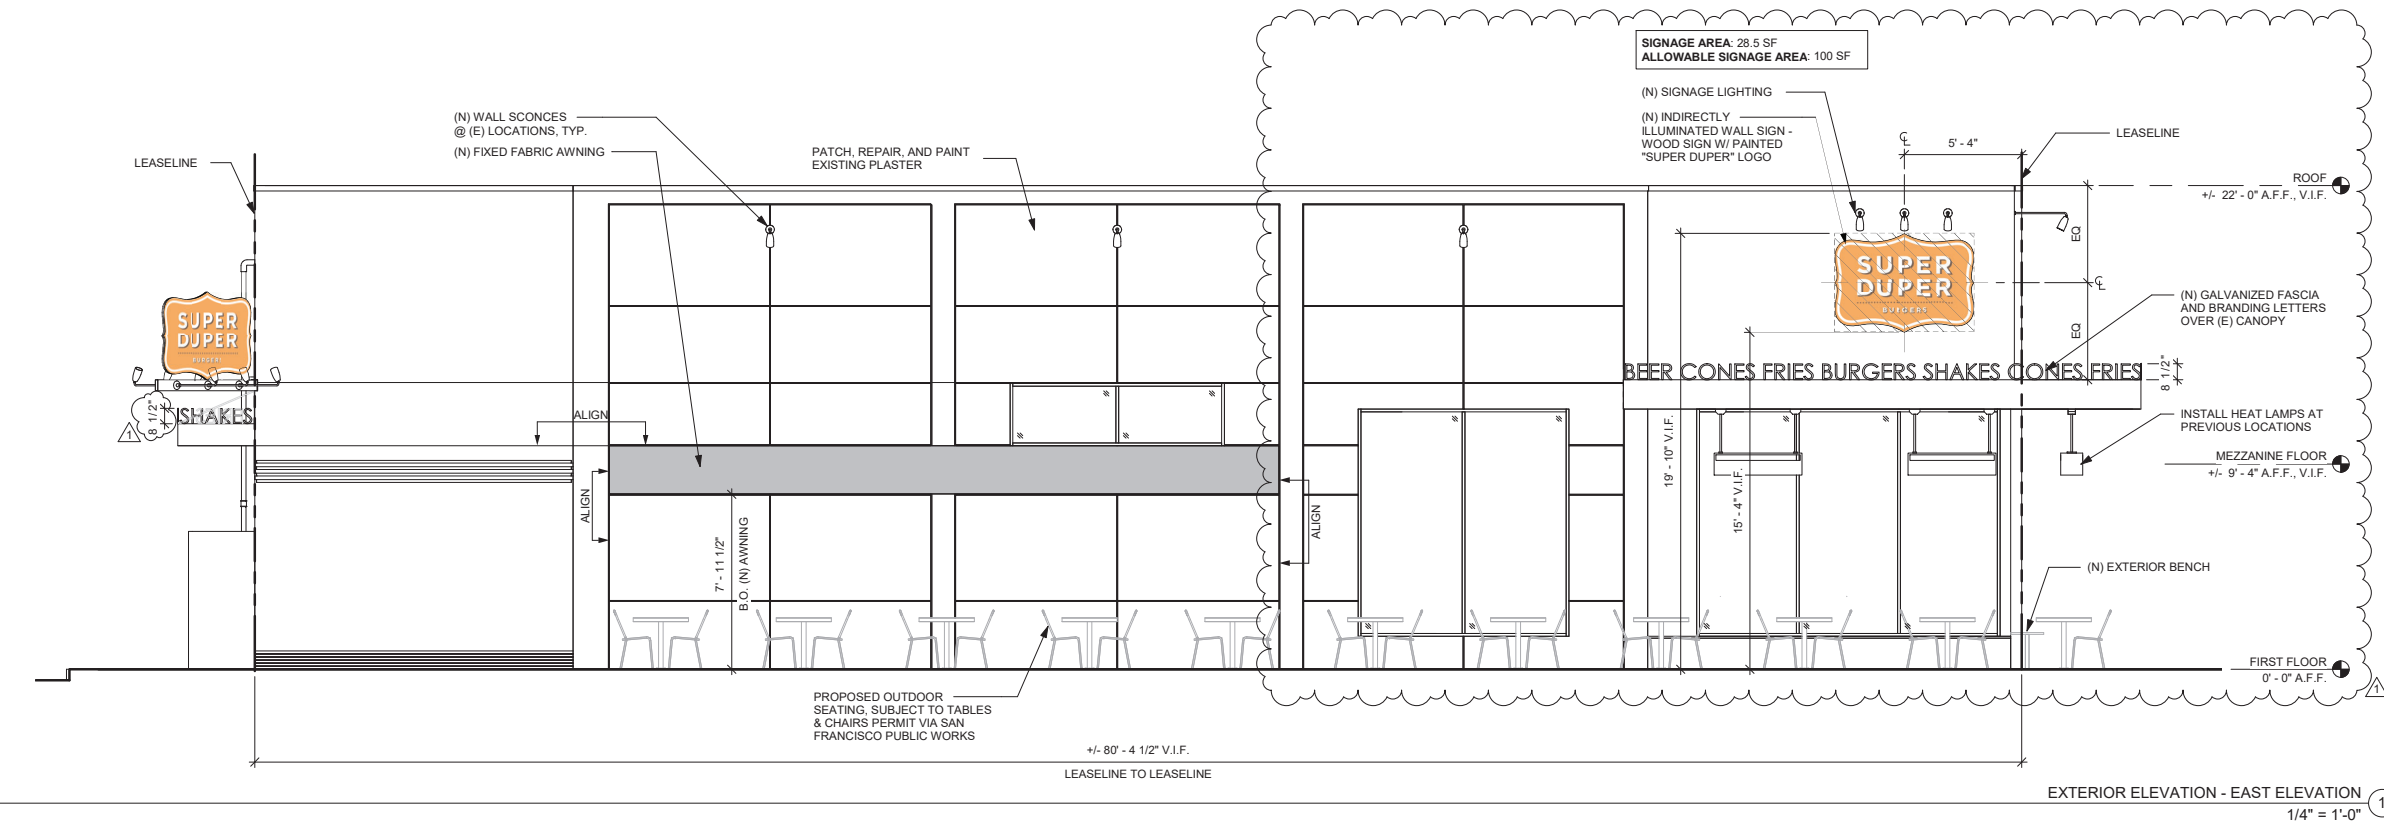 SIGNAGE AREA: 28.5 SF
ALLOWABLE SIGNAGE AREA: 100 SF
(N) SIGNAGE LIGHTING
(N) INDIRECTLY
ILLUMINATED WALL SIGN -
WOOD SIGN W/ PAINTED
"SUPER DUPER" LOGO
(N) WALL SCONCES
@ (E) LOCATIONS, TYP.
(N) FIXED FABRIC AWNING
PATCH, REPAIR, AND PAINT
EXISTING PLASTER
LEASELINE
LEASELINE
5' - 4"
ROOF
+/- 22' - 0" A.F.F., V.I.F.
EQ
EQ
SUPER
DUPER
BURGERS
SUPER
DUPER
BURGERS
(N) GALVANIZED FASCIA
AND BRANDING LETTERS
OVER (E) CANOPY
BEER CONES FRIES BURGERS SHAKES CONES FRIES
8 1/2"
SHAKES
8 1/2"
1
ALIGN
ALIGN
ALIGN
INSTALL HEAT LAMPS AT
PREVIOUS LOCATIONS
MEZZANINE FLOOR
+/- 9' - 4" A.F.F., V.I.F.
19' - 10" V.I.F.
15' - 4" V.I.F.
7' - 11 1/2"
B.O. (N) AWNING
(N) EXTERIOR BENCH
FIRST FLOOR
0' - 0" A.F.F.
1
PROPOSED OUTDOOR
SEATING, SUBJECT TO TABLES
& CHAIRS PERMIT VIA SAN
FRANCISCO PUBLIC WORKS
+/- 80' - 4 1/2" V.I.F.
LEASELINE TO LEASELINE
EXTERIOR ELEVATION - EAST ELEVATION
1/4" = 1'-0"
1